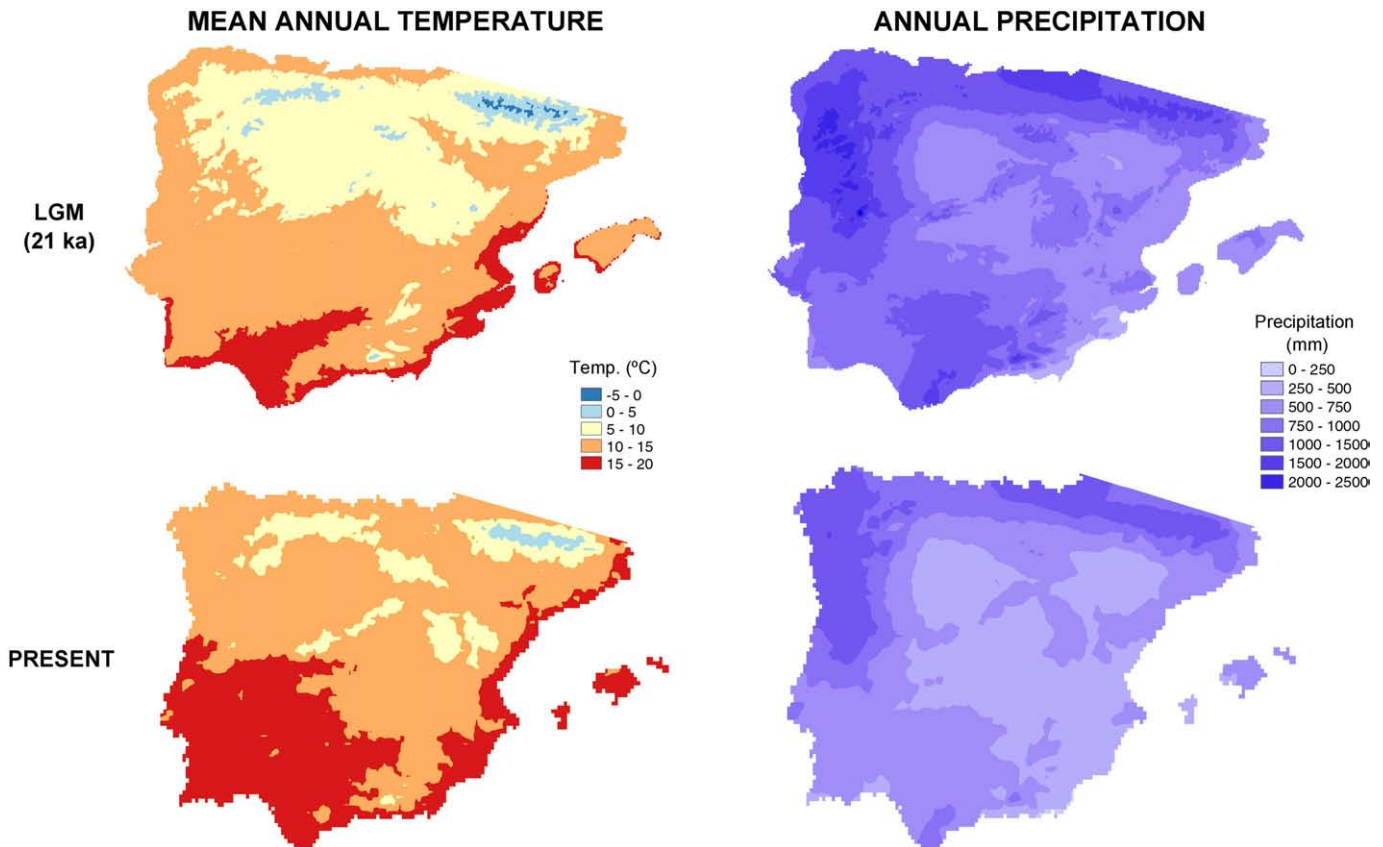 MEAN ANNUAL TEMPERATURE
ANNUAL PRECIPITATION
LGM
(21 ka)
Temp. (ºC)
-5 - 0
0 - 5
5 - 10
10 - 15
15 - 20
Precipitation
(mm)
0 - 250
250 - 500
500 - 750
750 - 1000
1000 - 1500
1500 - 2000
2000 - 2500
PRESENT